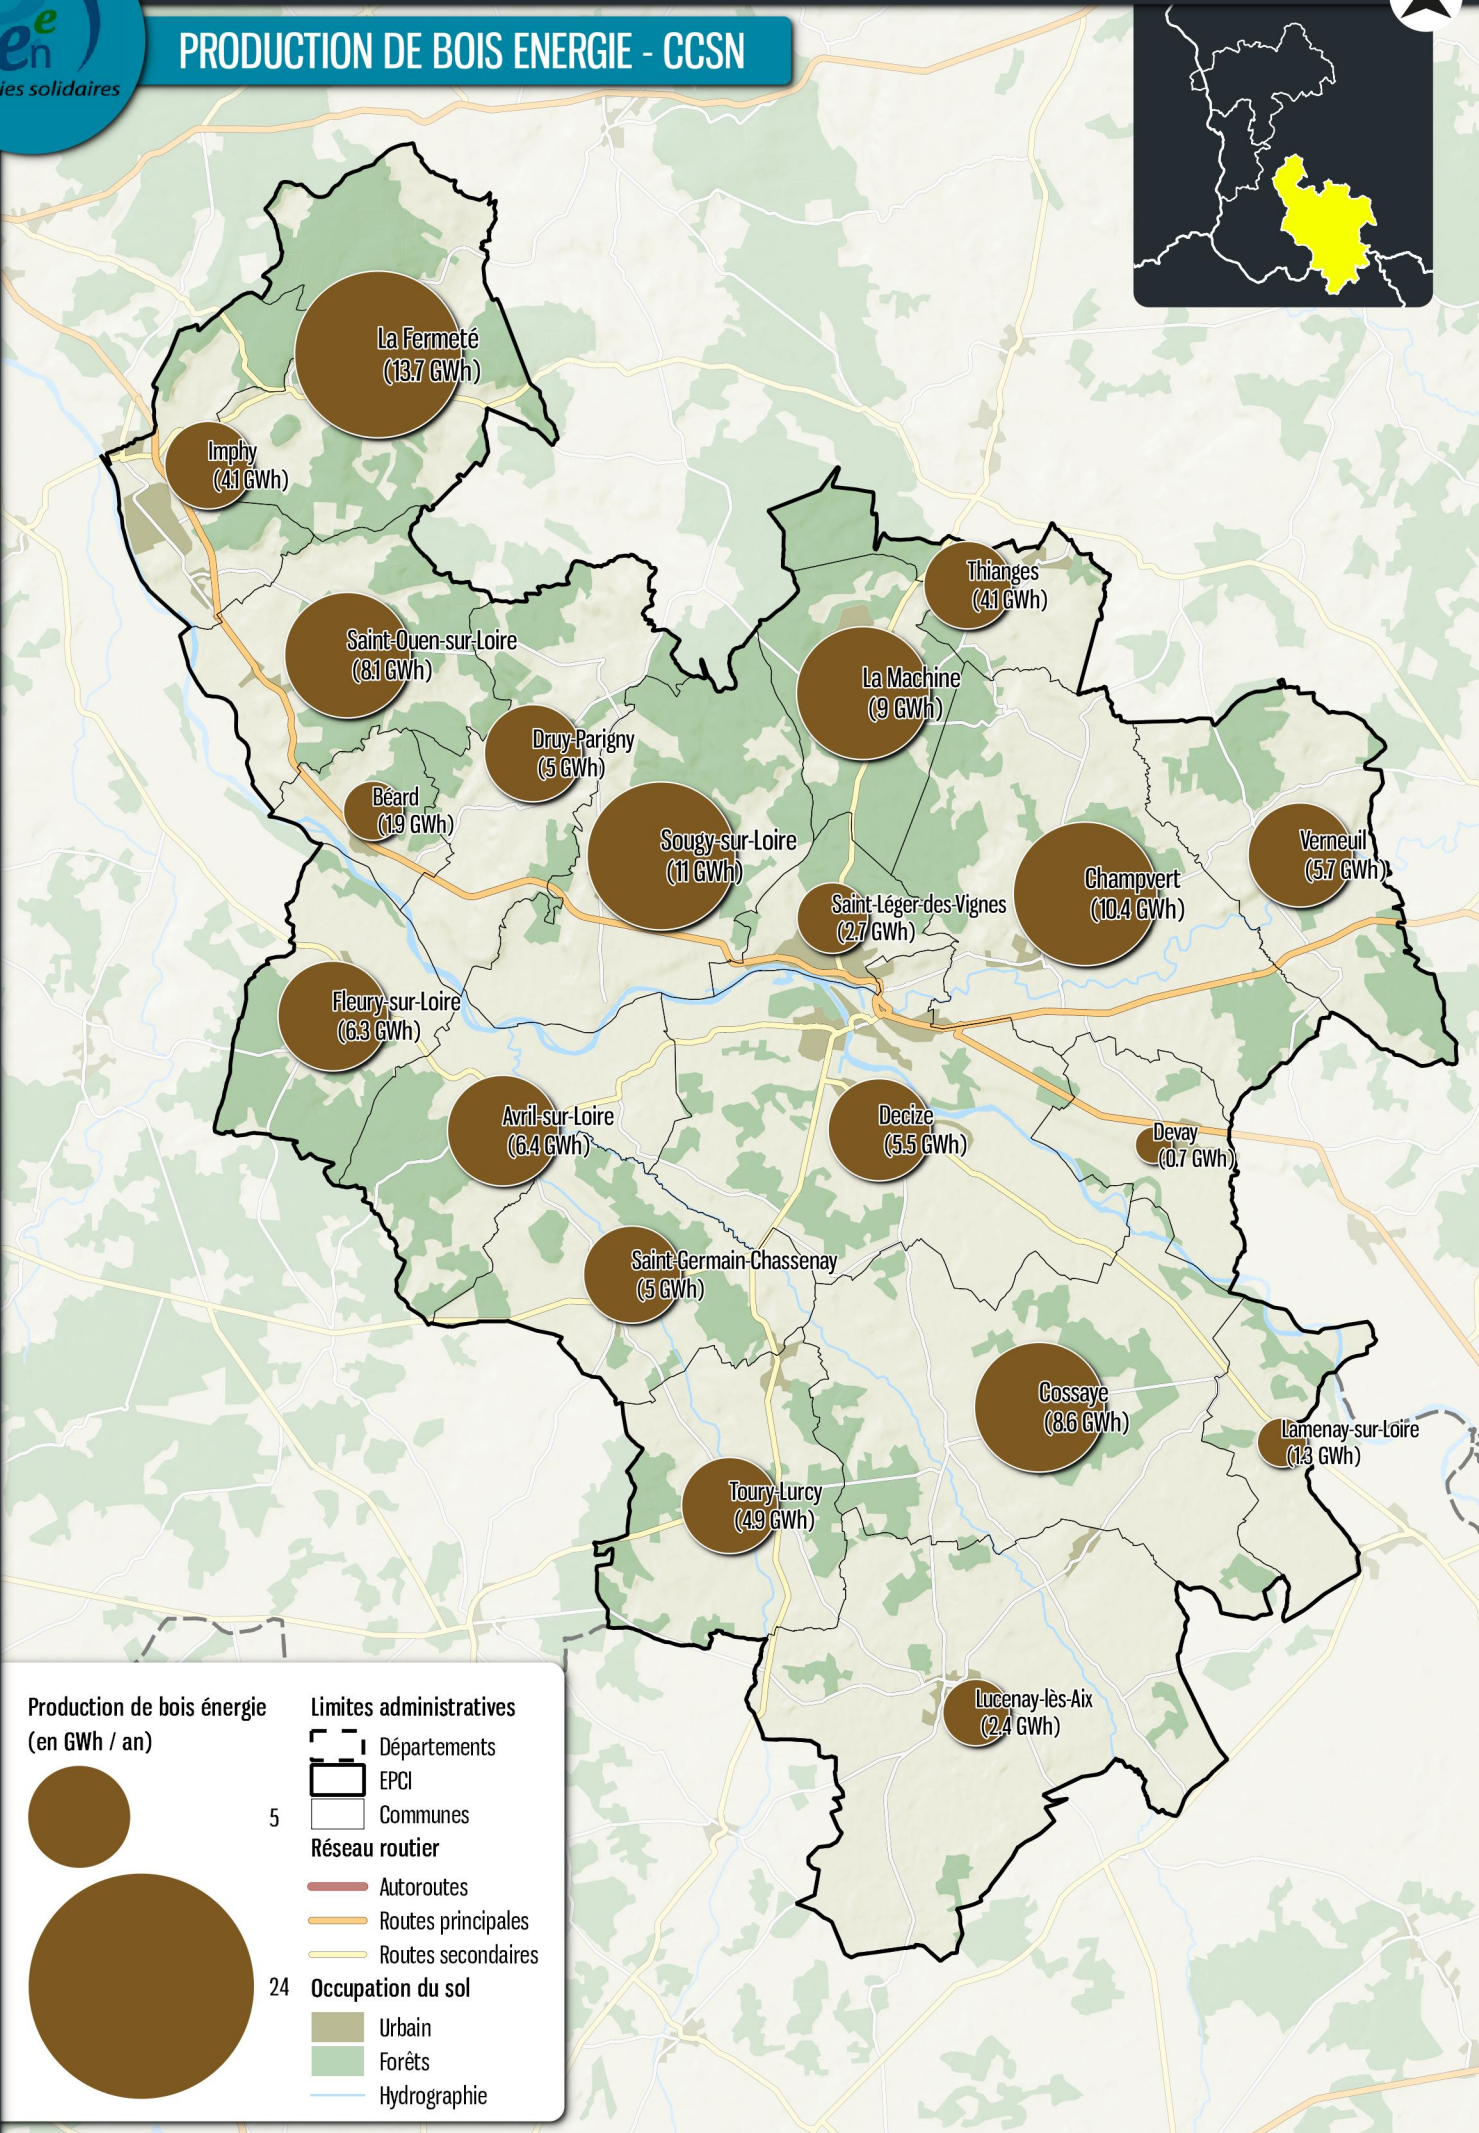 ies solidaires
PRODUCTION DE BOIS ENERGIE - CCSN
La Fermeté
(13.7 GWh)
Imphy
(4.1 GWh)
Thianges
(4.1 GWh)
Saint-Ouen-sur-Loire
(8.1 GWh)
La Machine
(9 GWh)
Druy-Parigny
(5 GWh)
Béard
(1.9 GWh)
Sougy-sur-Loire
(11 GWh)
Verneuil
(5.7 GWh)
Champvert
(10.4 GWh)
Saint-Léger-des-Vignes
(2.7 GWh)
Fleury-sur-Loire
(6.3 GWh)
Avril-sur-Loire
(6.4 GWh)
Decize
(5.5 GWh)
Devay
(0.7 GWh)
Saint-Germain-Chassenay
(5 GWh)
Cossaye
(8.6 GWh)
Lamenay-sur-Loire
(1.3 GWh)
Toury-Lurcy
(4.9 GWh)
Lucenay-lès-Aix
(2.4 GWh)
Production de bois énergie
(en GWh / an)
5
24
Limites administratives
Départements
EPCI
Communes
Réseau routier
Autoroutes
Routes principales
Routes secondaires
Occupation du sol
Urbain
Forêts
Hydrographie